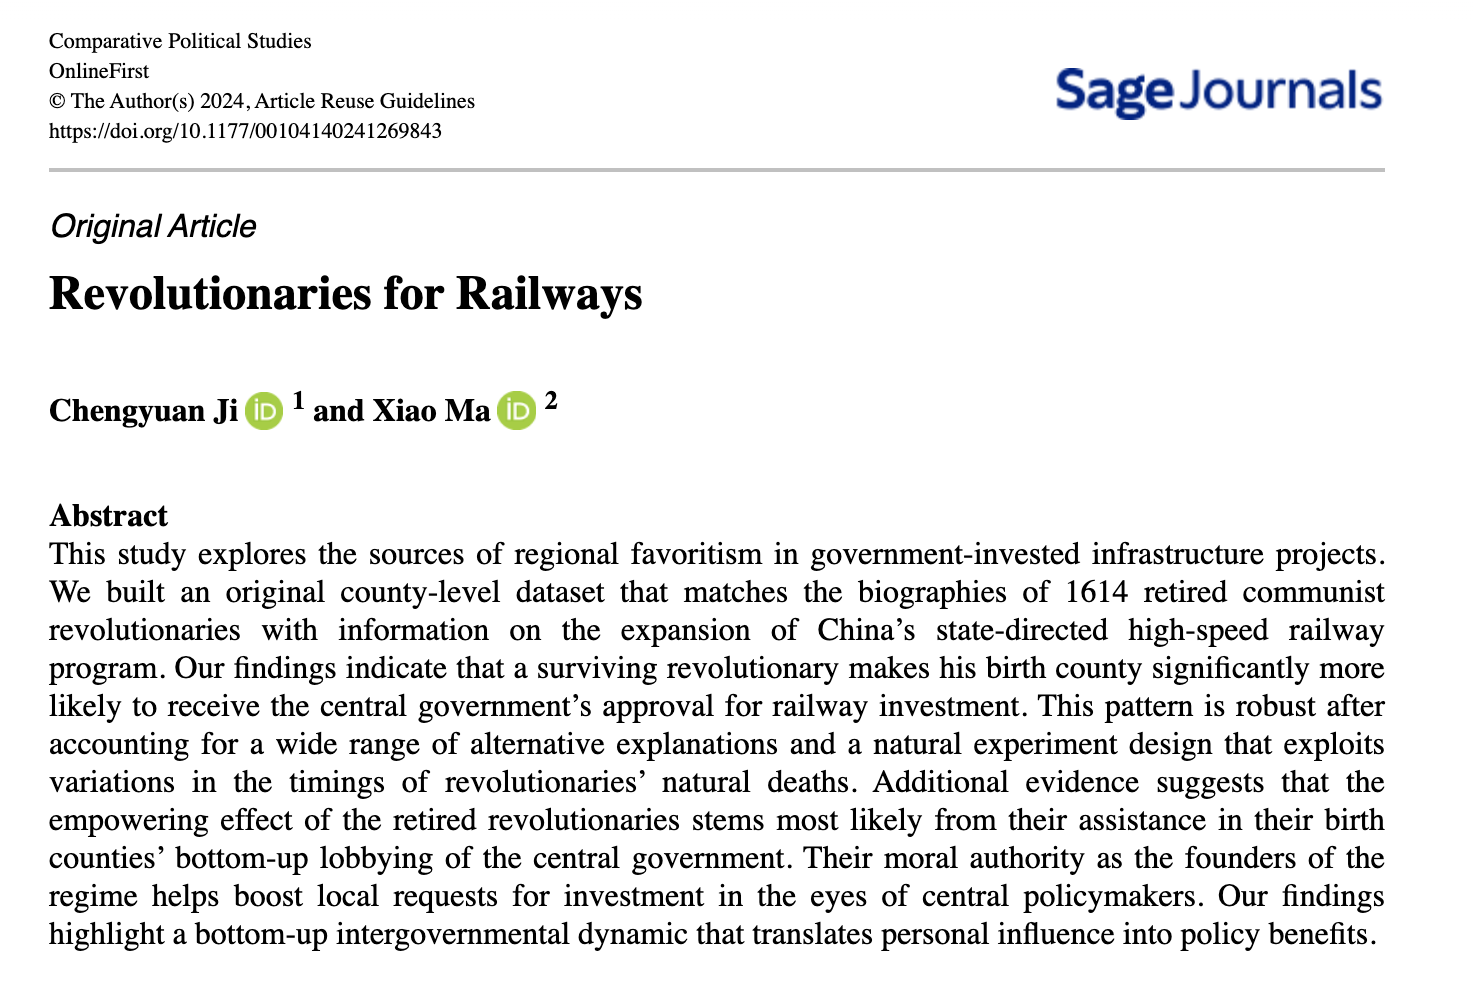 Comparative Political Studies
OnlineFirst
© The Author(s) 2024, Article Reuse Guidelines
https://doi.org/10.1177/00104140241269843
Sage Journals
Original Article
Revolutionaries for Railways
Chengyuan Ji iD 1 and Xiao Ma iD 2
Abstract
This study explores the sources of regional favoritism in government-invested infrastructure projects.
We built an original county-level dataset that matches the biographies of 1614 retired communist
revolutionaries with information on the expansion of China’s state-directed high-speed railway
program. Our findings indicate that a surviving revolutionary makes his birth county significantly more
likely to receive the central government’s approval for railway investment. This pattern is robust after
accounting for a wide range of alternative explanations and a natural experiment design that exploits
variations in the timings of revolutionaries’ natural deaths. Additional evidence suggests that the
empowering effect of the retired revolutionaries stems most likely from their assistance in their birth
counties’ bottom-up lobbying of the central government. Their moral authority as the founders of the
regime helps boost local requests for investment in the eyes of central policymakers. Our findings
highlight a bottom-up intergovernmental dynamic that translates personal influence into policy benefits.